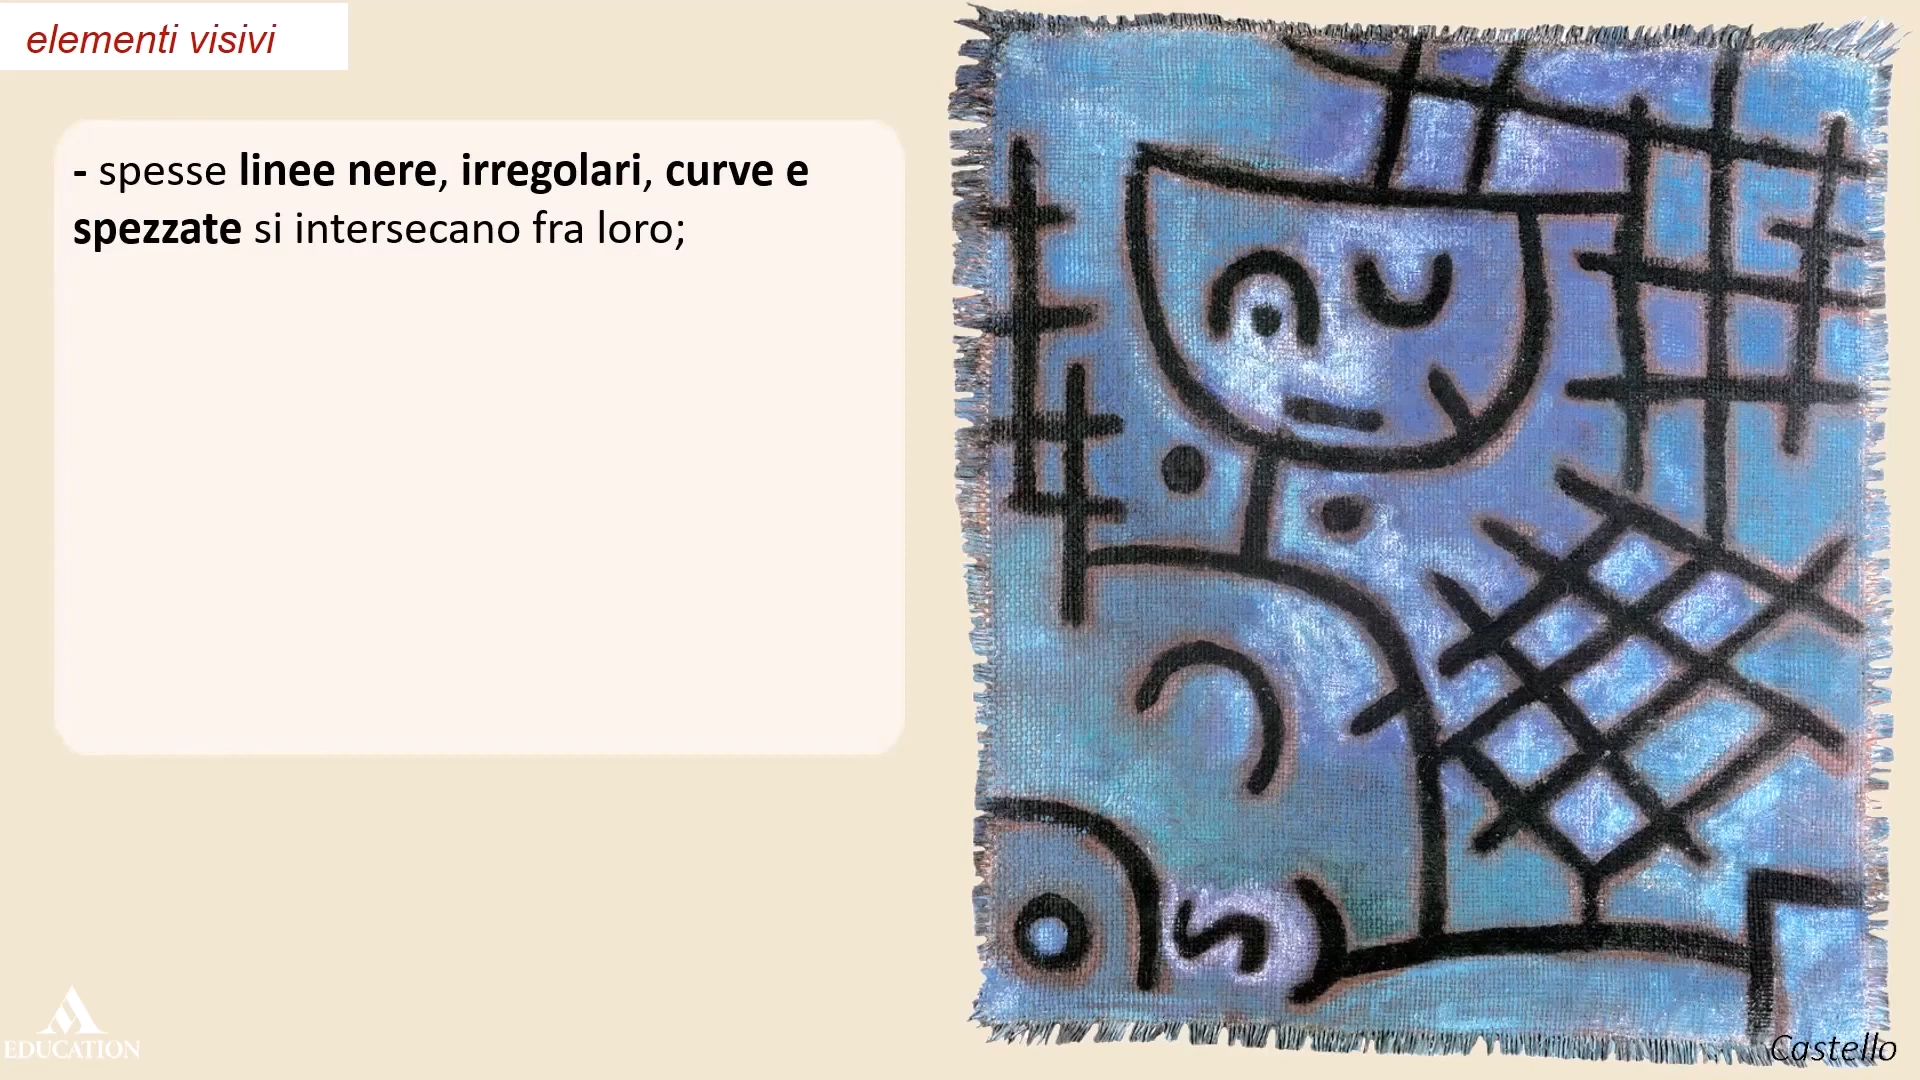 elementi visivi
- spesse linee nere, irregolari, curve e
spezzate si intersecano fra loro;
EDUCATION
Castello